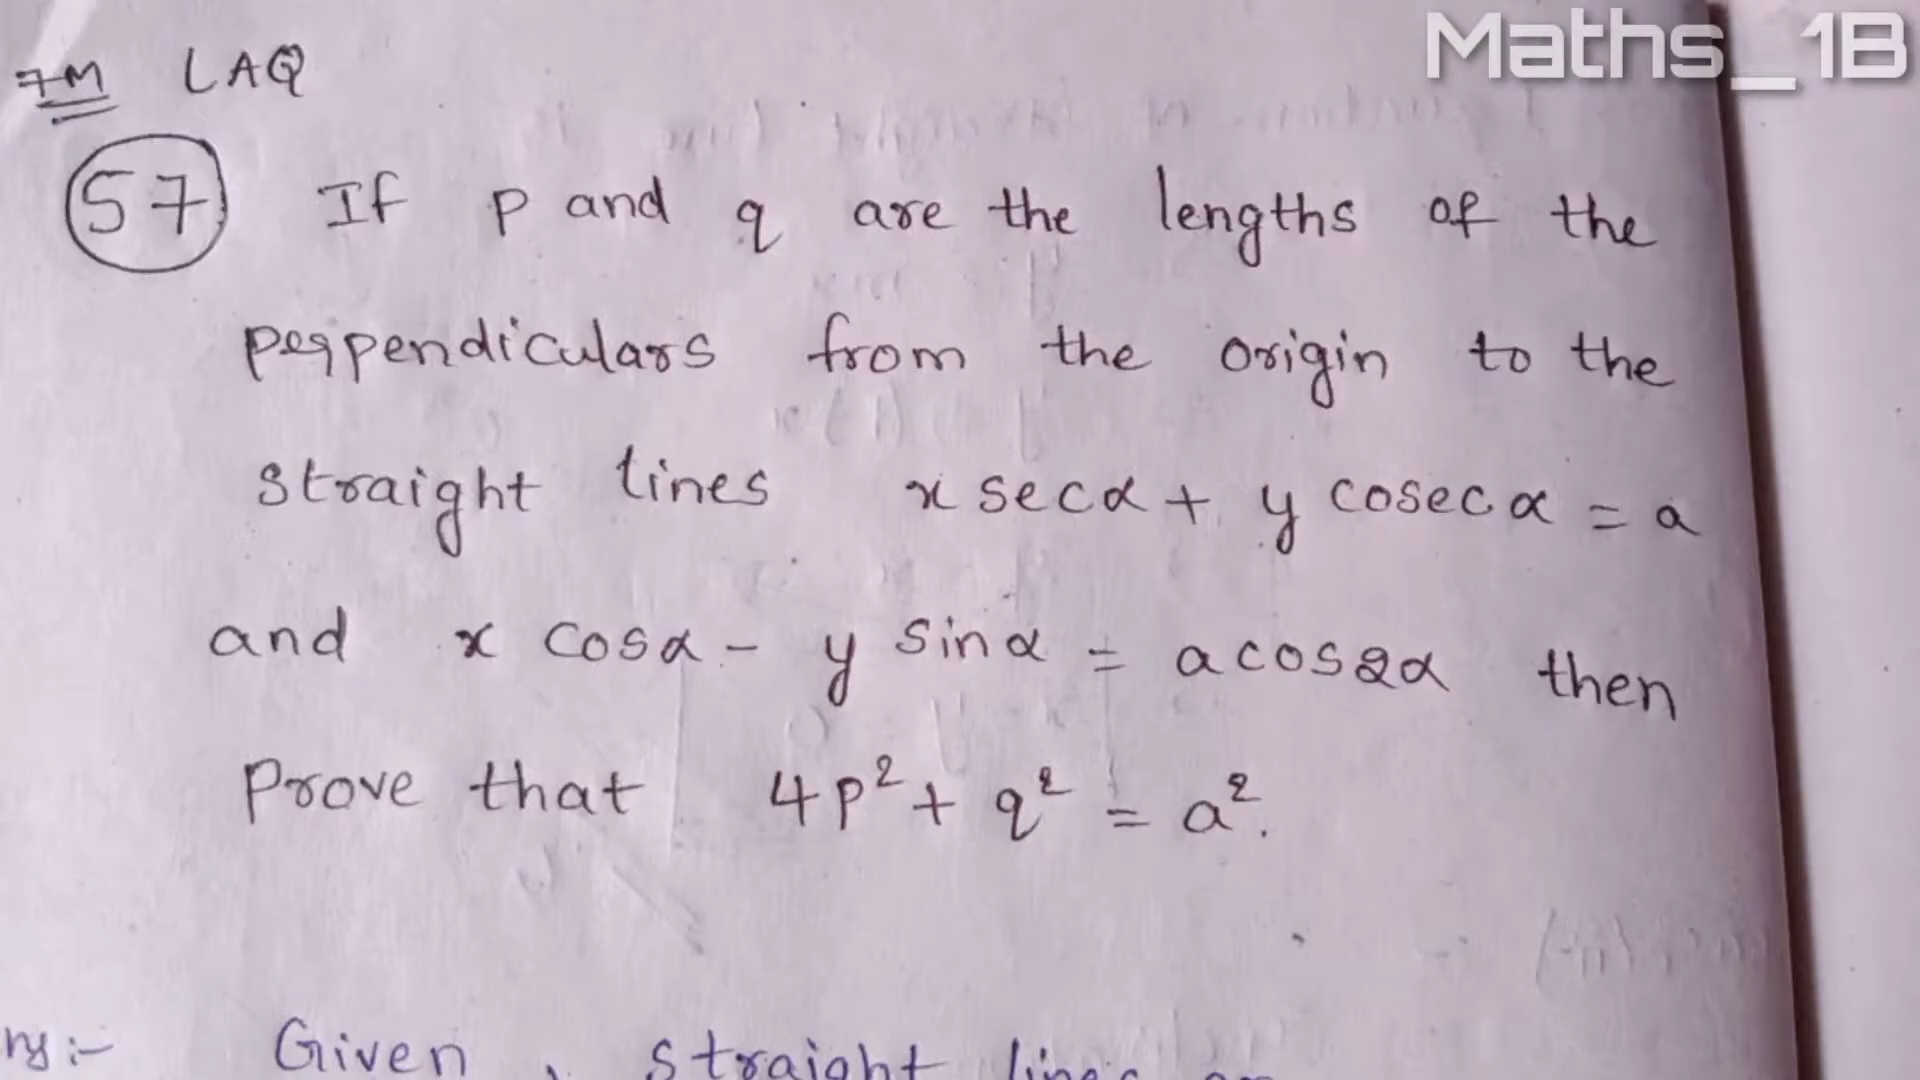 Maths_1B
7M LAQ
57 If p and q are the lengths of the
perpendiculars from the origin to the
straight lines x secα + y cosecα = a
and x cosα - y sinα = a cos2α then
Prove that 4p² + q² = a².
Given, straight lines